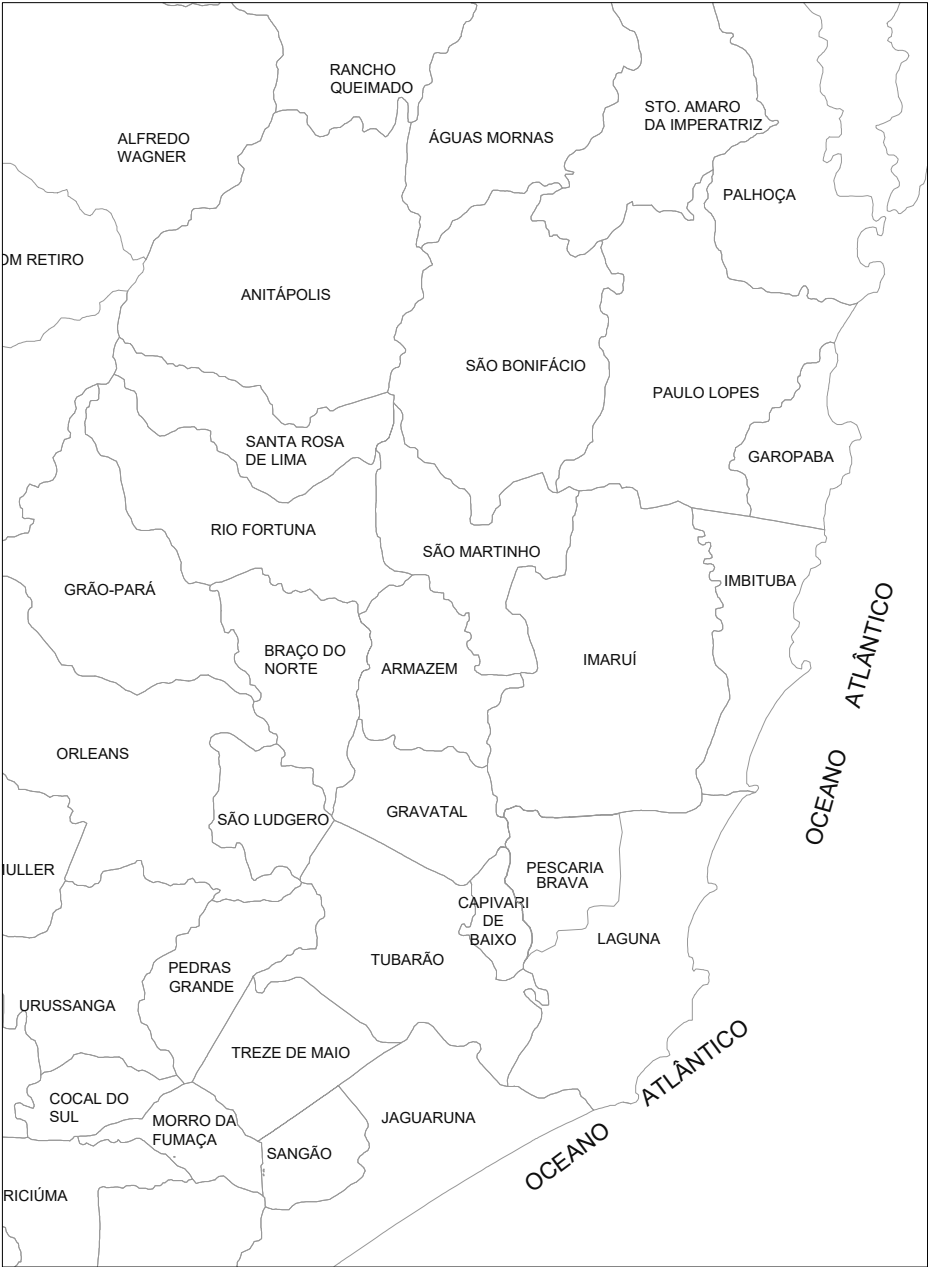 RANCHO
QUEIMADO
STO. AMARO
DA IMPERATRIZ
ÁGUAS MORNAS
ALFREDO
WAGNER
PALHOÇA
OM RETIRO
ANITÁPOLIS
SÃO BONIFÁCIO
PAULO LOPES
SANTA ROSA
DE LIMA
GAROPABA
RIO FORTUNA
SÃO MARTINHO
IMBITUBA
GRÃO-PARÁ
BRAÇO DO
NORTE
ARMAZEM
IMARUÍ
OCEANO ATLÂNTICO
ORLEANS
SÃO LUDGERO
GRAVATAL
IULLER
PESCARIA
BRAVA
CAPIVARI
DE
BAIXO
LAGUNA
TUBARÃO
PEDRAS
GRANDE
URUSSANGA
TREZE DE MAIO
OCEANO ATLÂNTICO
COCAL DO
SUL
MORRO DA
FUMAÇA
JAGUARUNA
SANGÃO
RICIÚMA